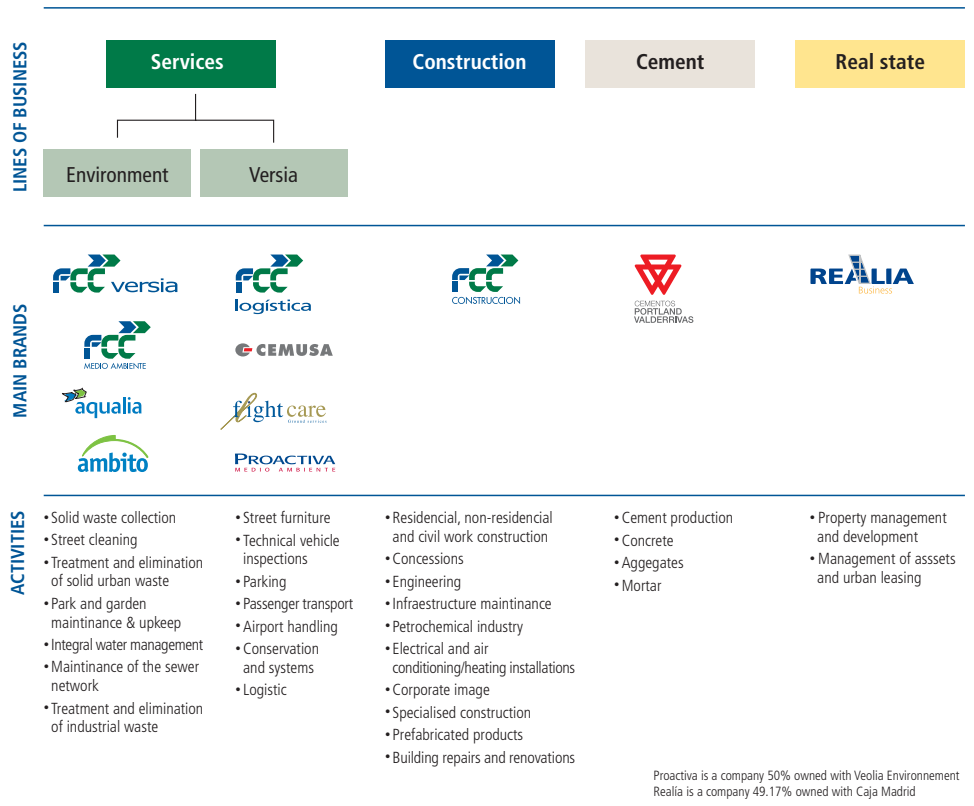 LINES OF BUSINESS
Services
Construction
Cement
Real state
Environment
Versia
MAIN BRANDS
FCC versia
FCC
MEDIO AMBIENTE
aqualia
ambito
FCC
logística
CEMUSA
flight care
Ground services
PROACTIVA
MEDIO AMBIENTE
FCC
CONSTRUCCION
CEMENTOS
PORTLAND
VALDERRIVAS
REALIA
Business
ACTIVITIES
• Solid waste collection
• Street cleaning
• Treatment and elimination
of solid urban waste
• Park and garden
maintinance & upkeep
• Integral water management
• Maintinance of the sewer
network
• Treatment and elimination
of industrial waste
• Street furniture
• Technical vehicle
inspections
• Parking
• Passenger transport
• Airport handling
• Conservation
and systems
• Logistic
• Residencial, non-residencial
and civil work construction
• Concessions
• Engineering
• Infraestructure maintinance
• Petrochemical industry
• Electrical and air
conditioning/heating installations
• Corporate image
• Specialised construction
• Prefabricated products
• Building repairs and renovations
• Cement production
• Concrete
• Aggegates
• Mortar
• Property management
and development
• Management of asssets
and urban leasing
Proactiva is a company 50% owned with Veolia Environnement
Realía is a company 49.17% owned with Caja Madrid